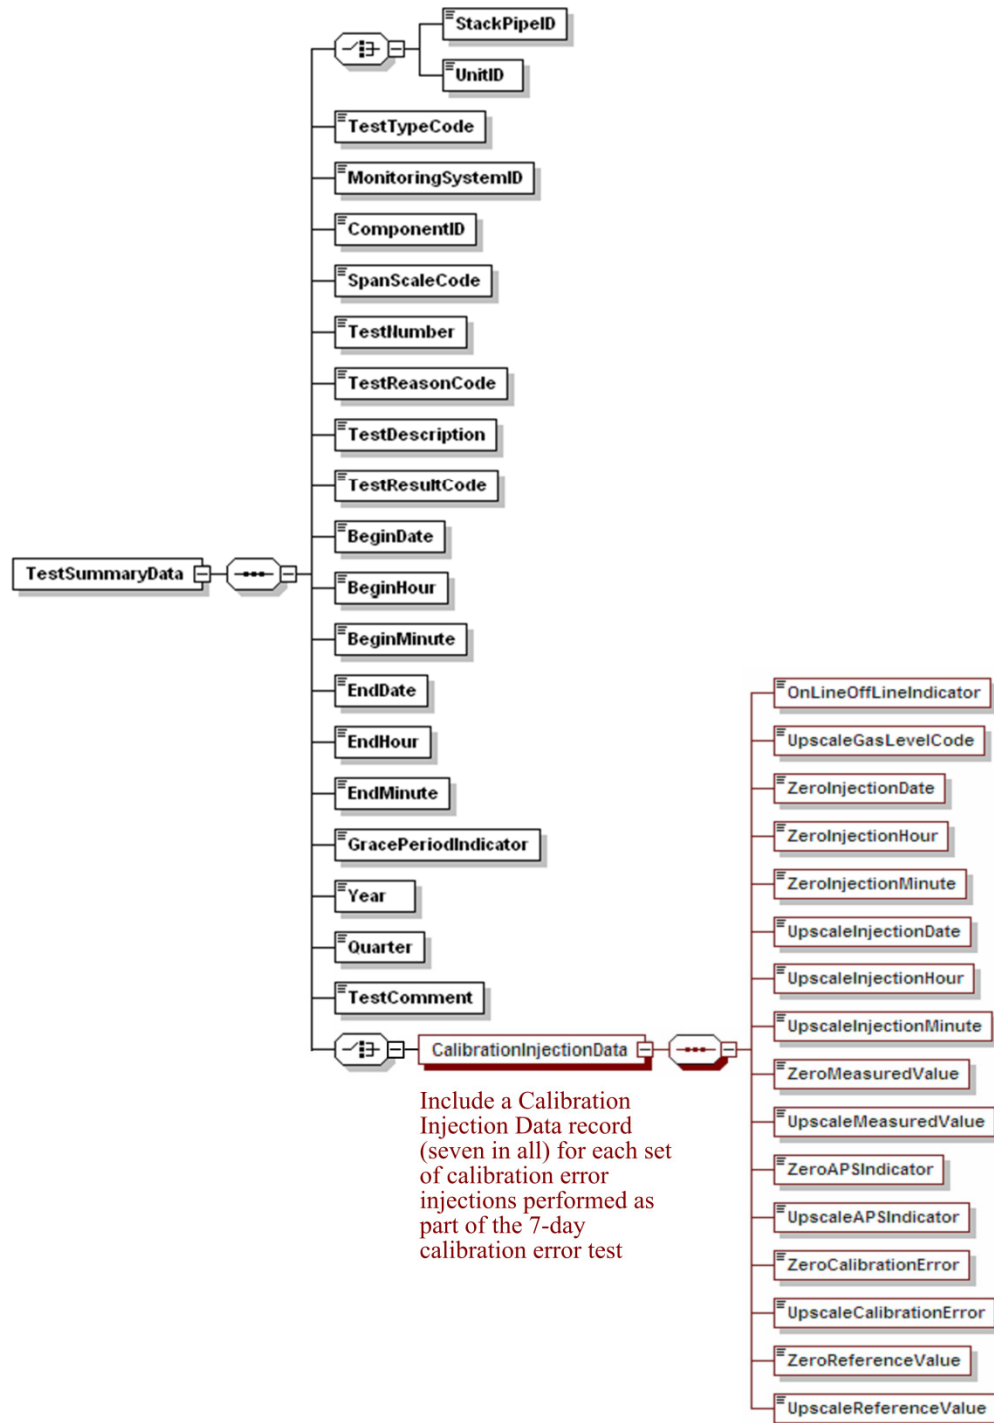 StackPipeID
UnitID
TestTypeCode
MonitoringSystemID
ComponentID
SpanScaleCode
TestNumber
TestReasonCode
TestDescription
TestResultCode
BeginDate
TestSummaryData
BeginHour
BeginMinute
EndDate
EndHour
EndMinute
GracePeriodIndicator
Year
Quarter
TestComment
CalibrationInjectionData
Include a Calibration
Injection Data record
(seven in all) for each set
of calibration error
injections performed as
part of the 7-day
calibration error test
OnLineOffLineIndicator
UpscaleGasLevelCode
ZeroInjectionDate
ZeroInjectionHour
ZeroInjectionMinute
UpscaleInjectionDate
UpscaleInjectionHour
UpscaleInjectionMinute
ZeroMeasuredValue
UpscaleMeasuredValue
ZeroAPSIndicator
UpscaleAPSIndicator
ZeroCalibrationError
UpscaleCalibrationError
ZeroReferenceValue
UpscaleReferenceValue